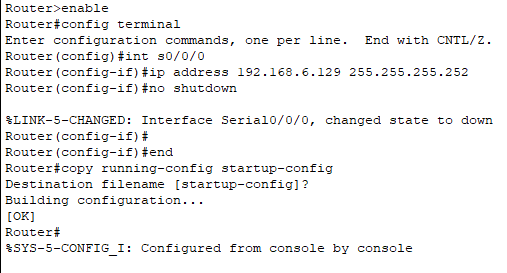 Router>enable
Router#config terminal
Enter configuration commands, one per line.  End with CNTL/Z.
Router(config)#int s0/0/0
Router(config-if)#ip address 192.168.6.129 255.255.255.252
Router(config-if)#no shutdown
%LINK-5-CHANGED: Interface Serial0/0/0, changed state to down
Router(config-if)#
Router(config-if)#end
Router#copy running-config startup-config
Destination filename [startup-config]?
Building configuration...
[OK]
Router#
%SYS-5-CONFIG_I: Configured from console by console